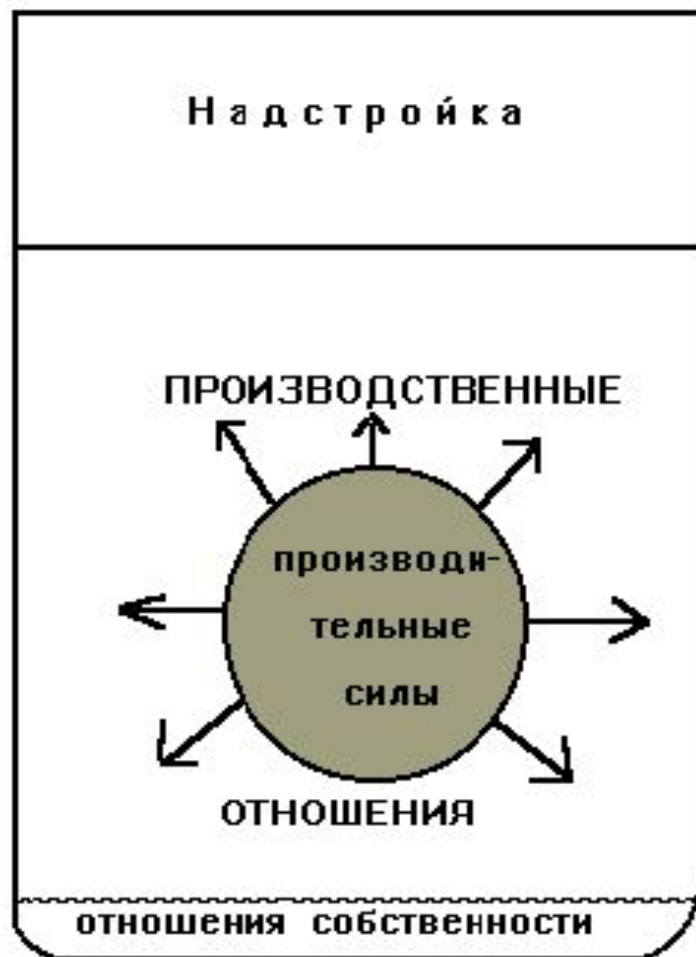 Надстройка
ПРОИЗВОДСТВЕННЫЕ
производи-
тельные
силы
ОТНОШЕНИЯ
отношения собственности